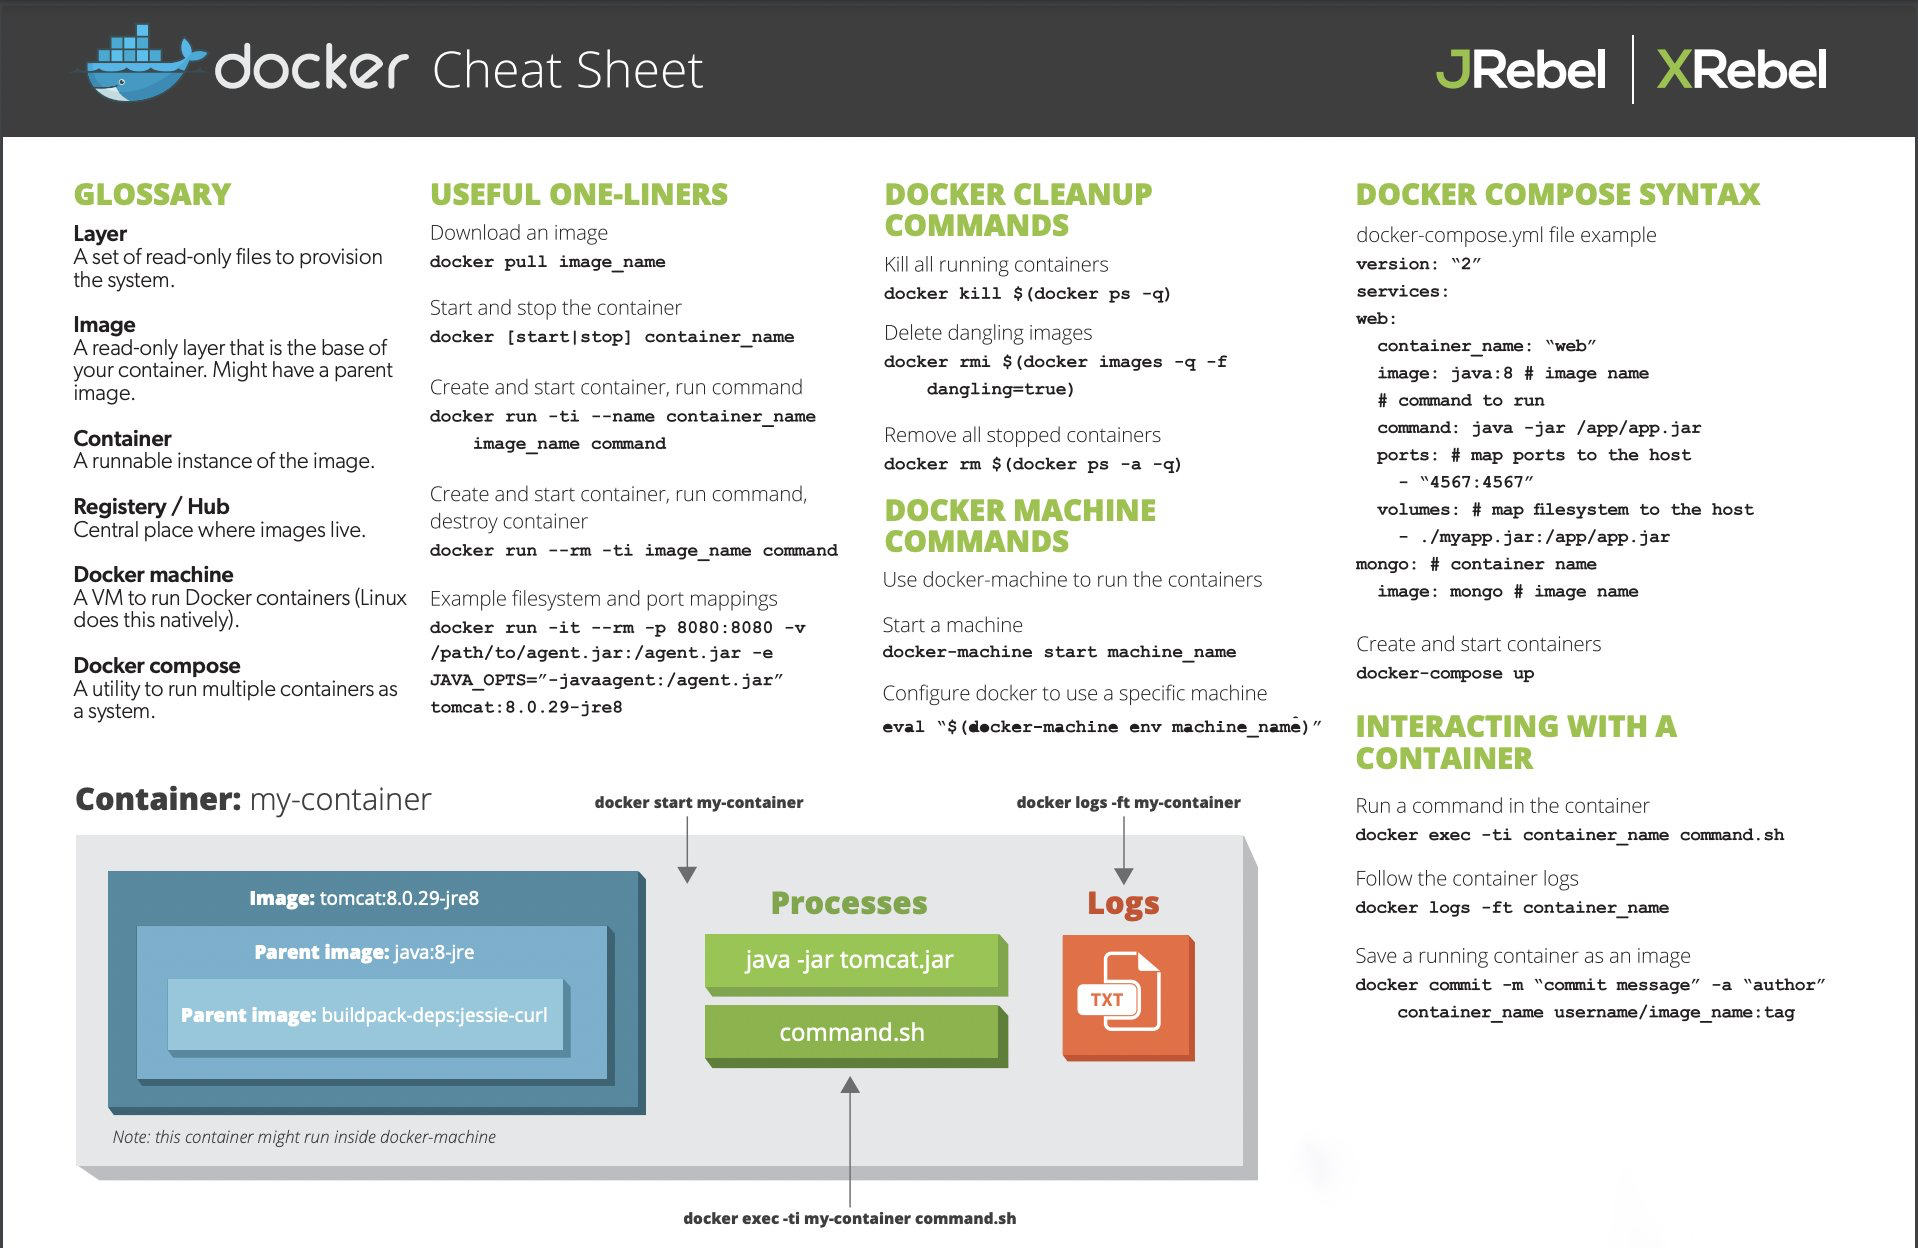 docker Cheat Sheet
JRebel | XRebel
GLOSSARY
Layer
A set of read-only files to provision
the system.
Image
A read-only layer that is the base of
your container. Might have a parent
image.
Container
A runnable instance of the image.
Registery / Hub
Central place where images live.
Docker machine
A VM to run Docker containers (Linux
does this natively).
Docker compose
A utility to run multiple containers as
a system.
USEFUL ONE-LINERS
Download an image
docker pull image_name
Start and stop the container
docker [start|stop] container_name
Create and start container, run command
docker run -ti --name container_name
image_name command
Create and start container, run command,
destroy container
docker run --rm -ti image_name command
Example filesystem and port mappings
docker run -it --rm -p 8080:8080 -v
/path/to/agent.jar:/agent.jar -e
JAVA_OPTS=”-javaagent:/agent.jar”
tomcat:8.0.29-jre8
DOCKER CLEANUP
COMMANDS
Kill all running containers
docker kill $(docker ps -q)
Delete dangling images
docker rmi $(docker images -q -f
dangling=true)
Remove all stopped containers
docker rm $(docker ps -a -q)
DOCKER MACHINE
COMMANDS
Use docker-machine to run the containers
Start a machine
docker-machine start machine_name
Configure docker to use a specific machine
eval “$(docker-machine env machine_name)”
DOCKER COMPOSE SYNTAX
docker-compose.yml file example
version: “2”
services:
web:
container_name: “web”
image: java:8 # image name
# command to run
command: java -jar /app/app.jar
ports: # map ports to the host
- “4567:4567”
volumes: # map filesystem to the host
- ./myapp.jar:/app/app.jar
mongo: # container name
image: mongo # image name
Create and start containers
docker-compose up
INTERACTING WITH A
CONTAINER
Run a command in the container
docker exec -ti container_name command.sh
Follow the container logs
docker logs -ft container_name
Save a running container as an image
docker commit -m “commit message” -a “author”
container_name username/image_name:tag
Container: my-container
docker start my-container
docker logs -ft my-container
Image: tomcat:8.0.29-jre8
Parent image: java:8-jre
Parent image: buildpack-deps:jessie-curl
Note: this container might run inside docker-machine
Processes
java -jar tomcat.jar
command.sh
Logs
TXT
docker exec -ti my-container command.sh